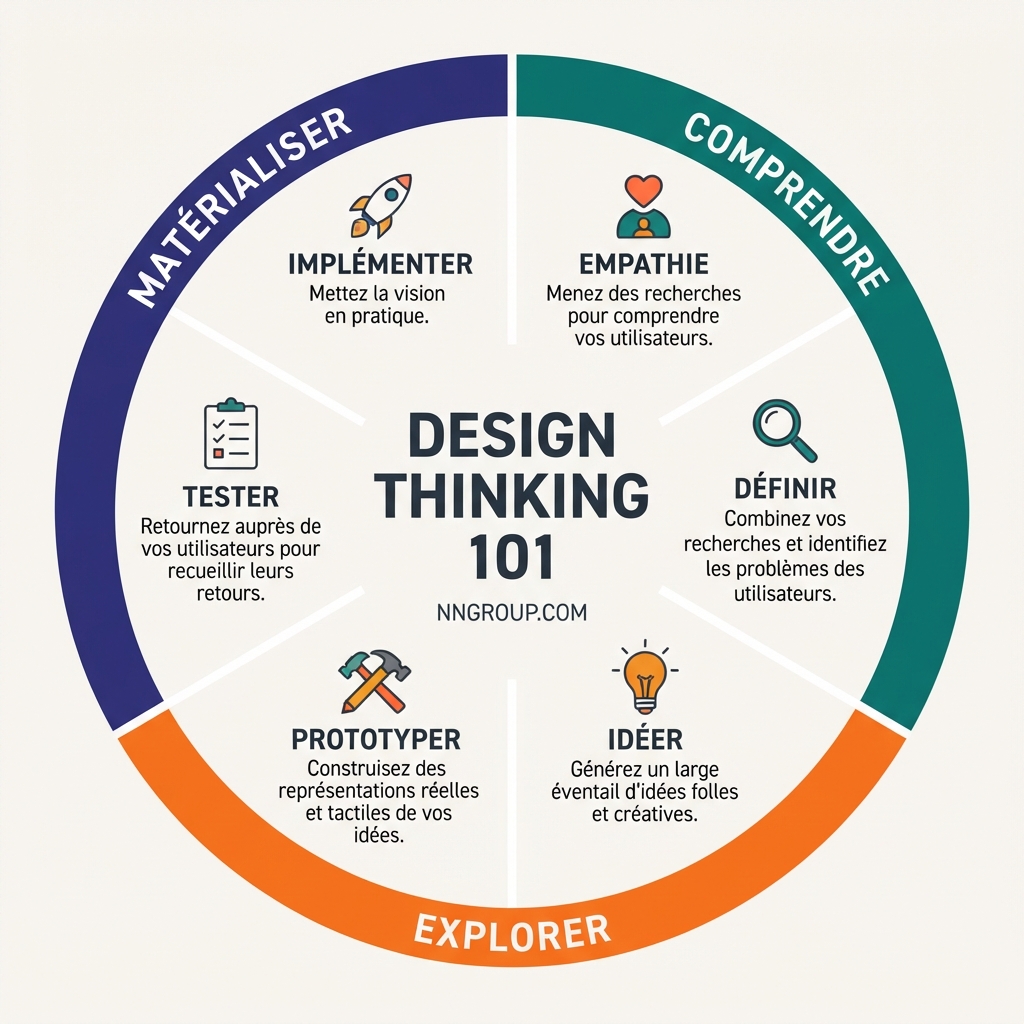 MATÉRIALISER
COMPRENDRE
IMPLÉMENTER
Mettez la vision
en pratique.
EMPATHIE
Menez des recherches
pour comprendre
vos utilisateurs.
DÉFINIR
Combinez vos
recherches et identifiez
les problèmes des
utilisateurs.
TESTER
Retournez auprès de
vos utilisateurs pour
recueillir leurs
retours.
DESIGN
THINKING
101
NNGROUP.COM
PROTOTYPER
Construisez des
représentations réelles
et tactiles de vos
idées.
IDÉER
Générez un large
éventail d'idées folles
et créatives.
EXPLORER